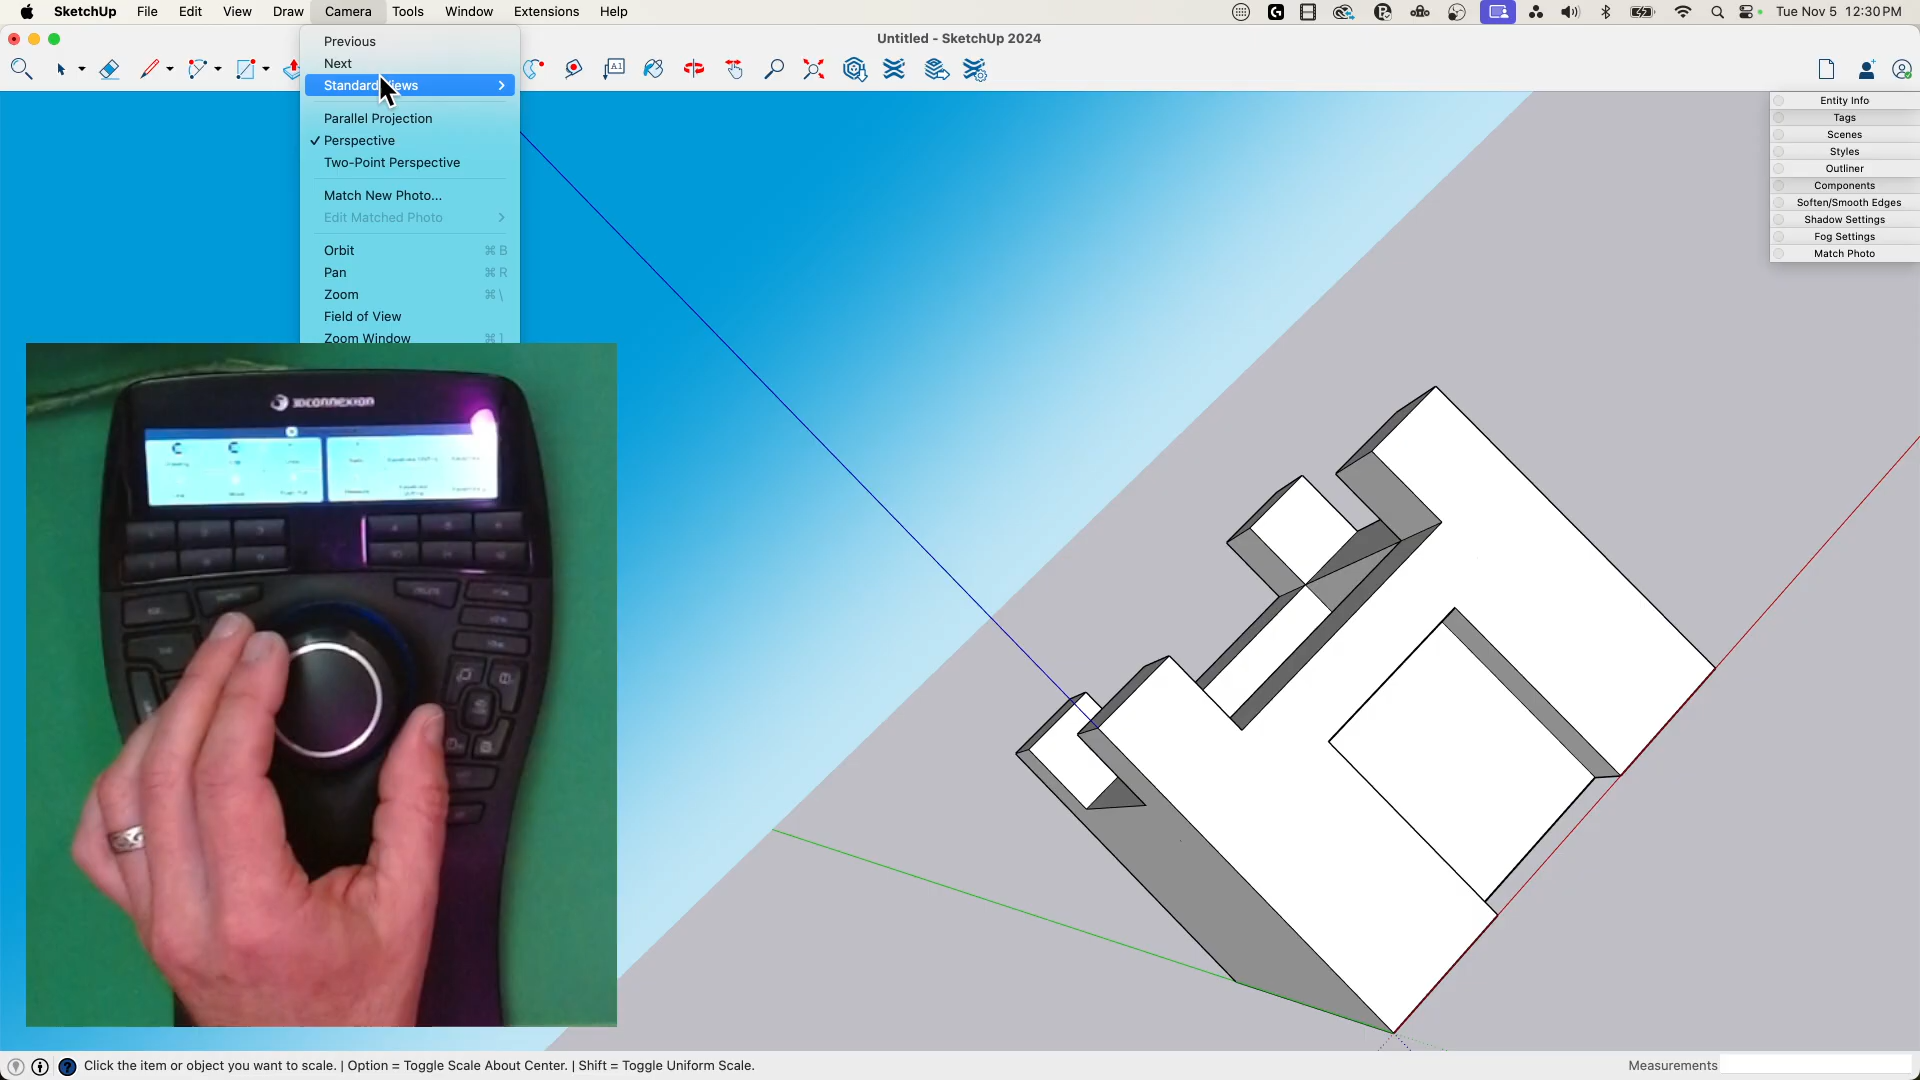 SketchUp File Edit View Draw Camera Tools Window Extensions Help Tue Nov 5 12:30 PM
Untitled - SketchUp 2024
Previous
Next
Standard Views
Parallel Projection
Perspective
Two-Point Perspective
Match New Photo...
Edit Matched Photo
Orbit ⌘ B
Pan ⌘ R
Zoom ⌘ \
Field of View
Zoom Window ⌘ ]
Entity Info
Tags
Scenes
Styles
Outliner
Components
Soften/Smooth Edges
Shadow Settings
Fog Settings
Match Photo
3Dconnexion
DELETE
Click the item or object you want to scale. | Option = Toggle Scale About Center. | Shift = Toggle Uniform Scale.
Measurements